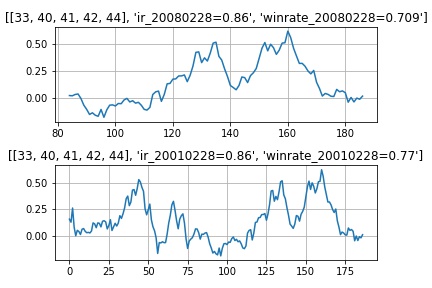 [[33, 40, 41, 42, 44], 'ir_20080228=0.86', 'winrate_20080228=0.709']
0.50
0.25
0.00
80 100 120 140 160 180
[[33, 40, 41, 42, 44], 'ir_20010228=0.86', 'winrate_20010228=0.77']
0.50
0.25
0.00
0 25 50 75 100 125 150 175